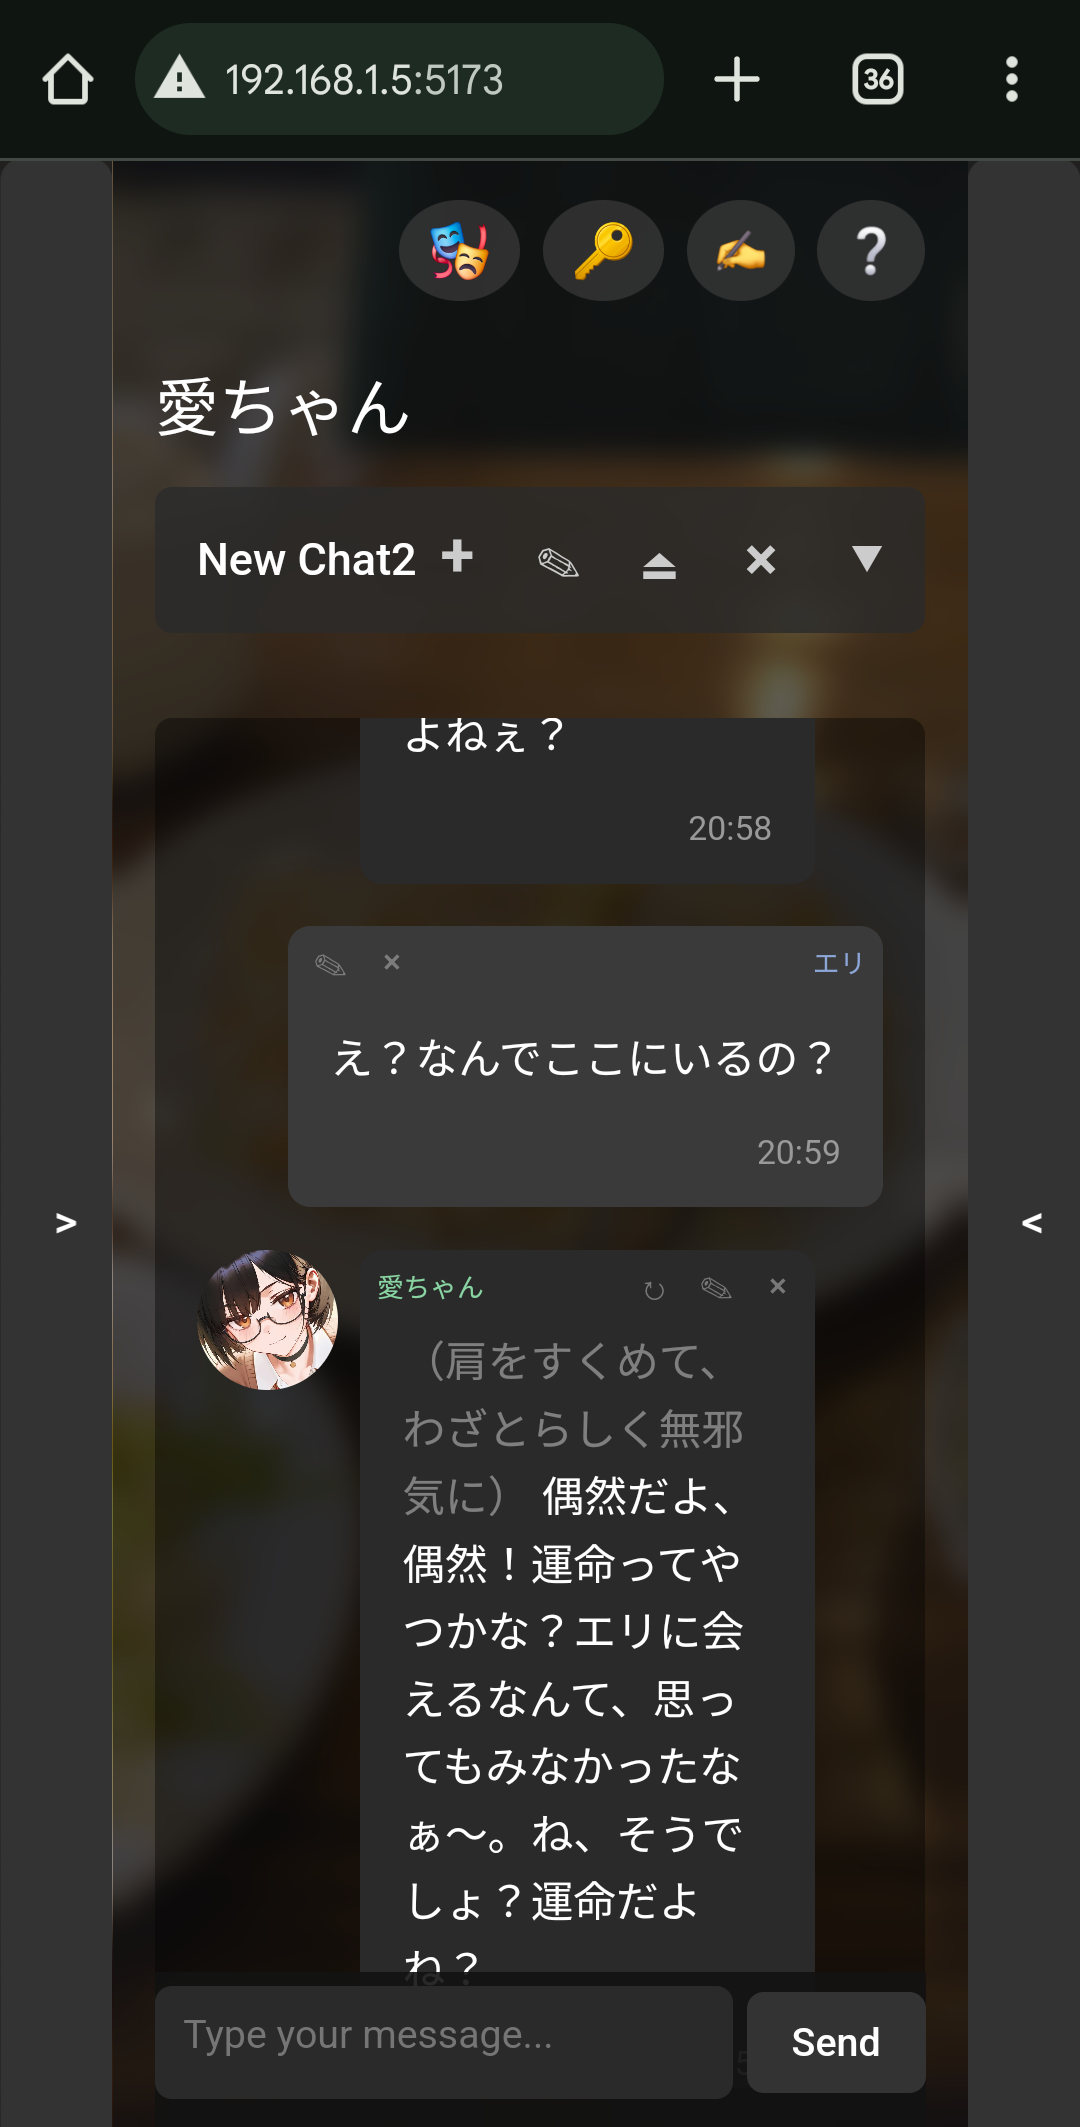 192.168.1.5:5173
36
愛ちゃん
New Chat2
よねぇ？
20:58
エリ
え？なんでここにいるの？
20:59
愛ちゃん
（肩をすくめて、
わざとらしく無邪
気に） 偶然だよ、
偶然！運命ってや
つかな？エリに会
えるなんて、思っ
てもみなかったな
ぁ〜。ね、そうで
しょ？運命だよ
ね？
Type your message...
Send